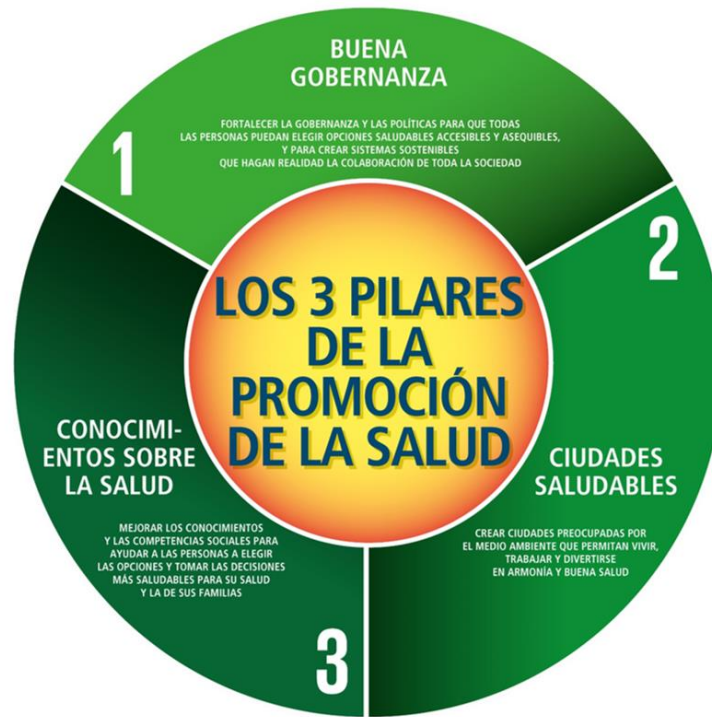 BUENA
GOBERNANZA
FORTALECER LA GOBERNANZA Y LAS POLÍTICAS PARA QUE TODAS
LAS PERSONAS PUEDAN ELEGIR OPCIONES SALUDABLES ACCESIBLES Y ASEQUIBLES,
Y PARA CREAR SISTEMAS SOSTENIBLES
QUE HAGAN REALIDAD LA COLABORACIÓN DE TODA LA SOCIEDAD
1
2
LOS 3 PILARES
DE LA
PROMOCIÓN
DE LA SALUD
CIUDADES
SALUDABLES
CREAR CIUDADES PREOCUPADAS POR
EL MEDIO AMBIENTE QUE PERMITAN VIVIR,
TRABAJAR Y DIVERTIRSE
EN ARMONÍA Y BUENA SALUD
CONOCIMI-
ENTOS SOBRE
LA SALUD
MEJORAR LOS CONOCIMIENTOS
Y LAS COMPETENCIAS SOCIALES PARA
AYUDAR A LAS PERSONAS A ELEGIR
LAS OPCIONES Y TOMAR LAS DECISIONES
MÁS SALUDABLES PARA SU SALUD
Y LA DE SUS FAMILIAS
3